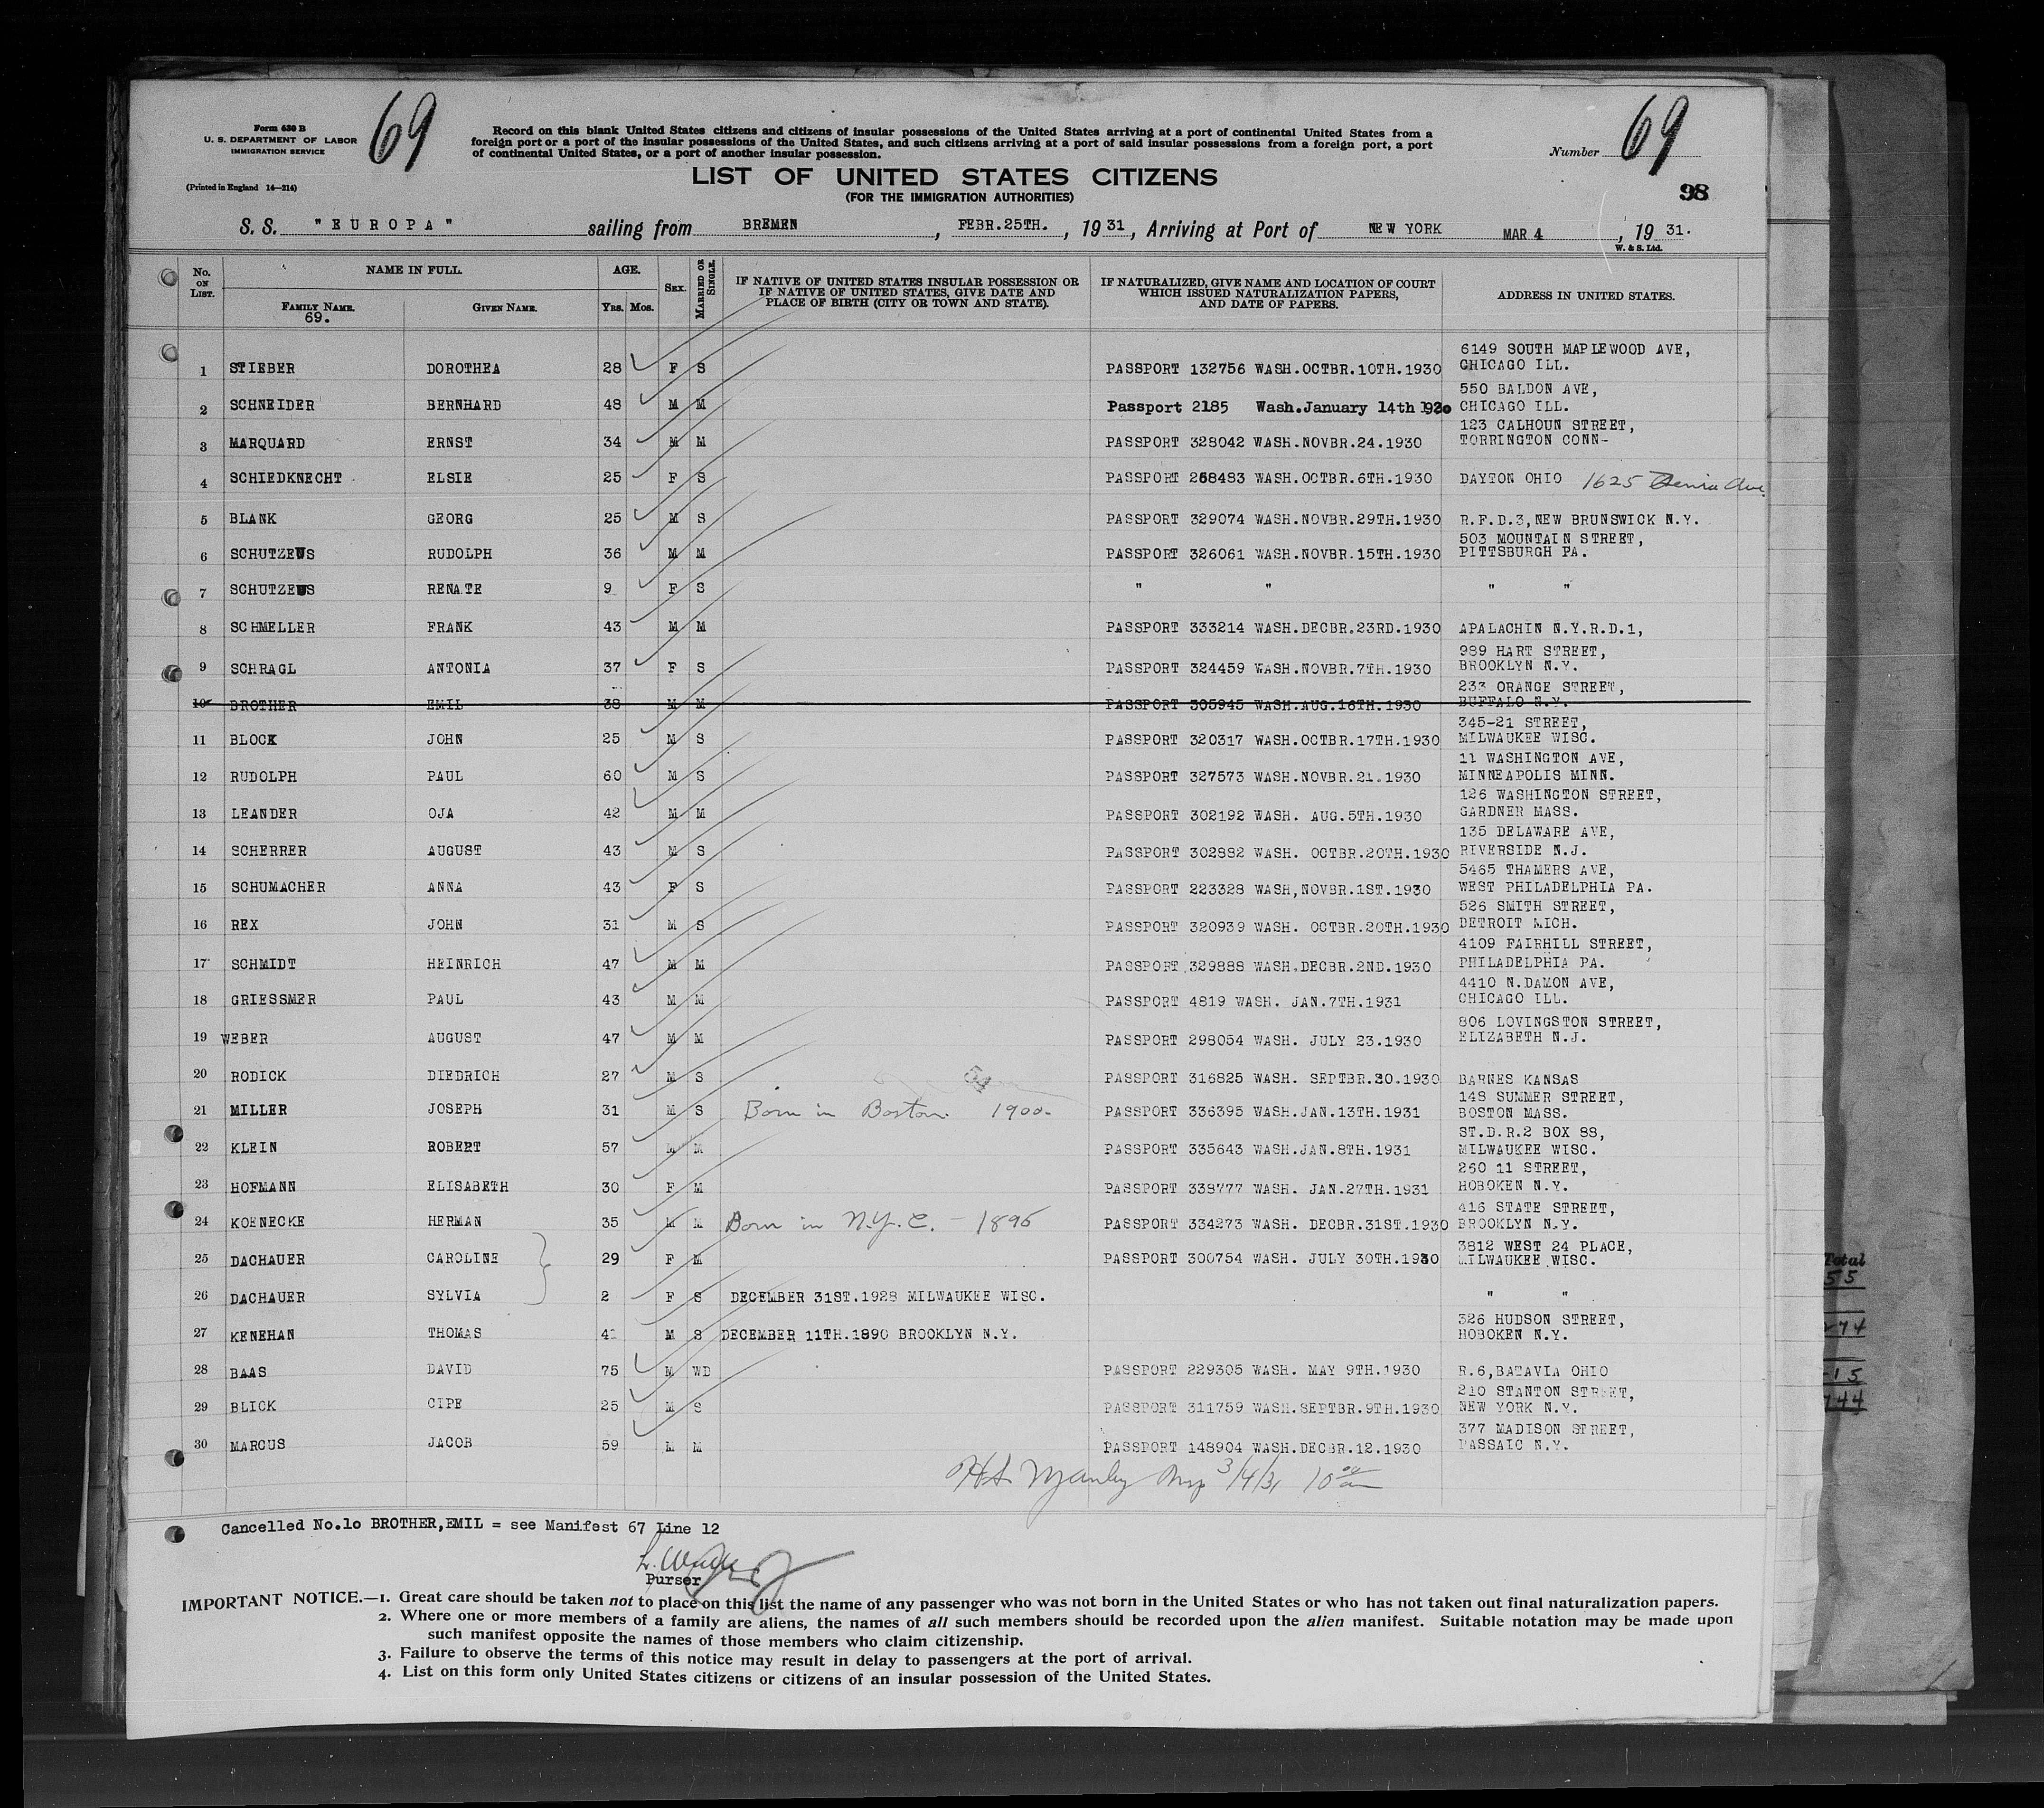 Form 630 B
U. S. DEPARTMENT OF LABOR
IMMIGRATION SERVICE
(Printed in England 14—214)
69
Record on this blank United States citizens and citizens of insular possessions of the United States arriving at a port of continental United States from a
foreign port or a port of the insular possessions of the United States, and such citizens arriving at a port of said insular possessions from a foreign port, a port
of continental United States, or a port of another insular possession.
Number 69
LIST OF UNITED STATES CITIZENS
(FOR THE IMMIGRATION AUTHORITIES)
98
S. S. "EUROPA" sailing from BREMEN, FEBR.25TH., 1931, Arriving at Port of NEW YORK MAR 4, 19 31.
W. & S. Ltd.
No. ON LIST. NAME IN FULL. AGE. SEX. MARRIED OR SINGLE. IF NATIVE OF UNITED STATES INSULAR POSSESSION OR IF NATIVE OF UNITED STATES, GIVE DATE AND PLACE OF BIRTH (CITY OR TOWN AND STATE). IF NATURALIZED, GIVE NAME AND LOCATION OF COURT WHICH ISSUED NATURALIZATION PAPERS, AND DATE OF PAPERS. ADDRESS IN UNITED STATES.
FAMILY NAME. GIVEN NAME. YRS. MOS.
69.
1 STIEBER DOROTHEA 28 F S PASSPORT 132756 WASH.OCTBR.10TH.1930 6149 SOUTH MAPLEWOOD AVE, CHICAGO ILL.
2 SCHNEIDER BERNHARD 48 M M Passport 2185 Wash.January 14th 1930 550 BALDON AVE, CHICAGO ILL.
3 MARQUARD ERNST 34 M M PASSPORT 328042 WASH.NOVBR.24.1930 123 CALHOUN STREET, TORRINGTON CONN-
4 SCHIEDKNECHT ELSIE 25 F S PASSPORT 268483 WASH.OCTBR.6TH.1930 DAYTON OHIO 1625 Xenia Ave.
5 BLANK GEORG 25 M S PASSPORT 329074 WASH.NOVBR.29TH.1930 R.F.D.3,NEW BRUNSWICK N.Y.
6 SCHUTZEUS RUDOLPH 36 M M PASSPORT 326061 WASH.NOVBR.15TH.1930 503 MOUNTAIN STREET, PITTSBURGH PA.
7 SCHUTZEUS RENATE 9 F S " " " "
8 SCHMELLER FRANK 43 M M PASSPORT 333214 WASH.DECBR.23RD.1930 APALACHIN N.Y.R.D.1,
9 SCHRAGL ANTONIA 37 F S PASSPORT 324459 WASH.NOVBR.7TH.1930 989 HART STREET, BROOKLYN N.Y.
10 BROTHER EMIL 38 M M PASSPORT 305945 WASH.AUG.16TH.1930 233 ORANGE STREET, BUFFALO N.Y.
11 BLOCK JOHN 25 M S PASSPORT 320317 WASH.OCTBR.17TH.1930 345-21 STREET, MILWAUKEE WISC.
12 RUDOLPH PAUL 60 M S PASSPORT 327573 WASH.NOVBR.21.1930 11 WASHINGTON AVE, MINNEAPOLIS MINN.
13 LEANDER OJA 42 M M PASSPORT 302192 WASH. AUG.5TH.1930 126 WASHINGTON STREET, GARDNER MASS.
14 SCHERRER AUGUST 43 M S PASSPORT 302882 WASH. OCTBR.20TH.1930 135 DELAWARE AVE, RIVERSIDE N.J.
15 SCHUMACHER ANNA 43 F S PASSPORT 223328 WASH,NOVBR.1ST.1930 5465 THAMERS AVE, WEST PHILADELPHIA PA.
16 REX JOHN 31 M S PASSPORT 320939 WASH. OCTBR.20TH.1930 526 SMITH STREET, DETROIT MICH.
17 SCHMIDT HEINRICH 47 M M PASSPORT 329888 WASH.DECBR.2ND.1930 4109 FAIRHILL STREET, PHILADELPHIA PA.
18 GRIESSMER PAUL 43 M M PASSPORT 4819 WASH. JAN.7TH.1931 4410 N.DAMON AVE, CHICAGO ILL.
19 WEBER AUGUST 47 M M PASSPORT 298054 WASH. JULY 23.1930 806 LOVINGSTON STREET, ELIZABETH N.J.
20 RODICK DIEDRICH 27 M S 54 PASSPORT 316825 WASH. SEPTBR.30.1930 BARNES KANSAS
21 MILLER JOSEPH 31 M S Born in Boston 1900- PASSPORT 336395 WASH.JAN.13TH.1931 148 SUMMER STREET, BOSTON MASS.
22 KLEIN ROBERT 57 M M PASSPORT 335643 WASH.JAN.8TH.1931 ST.D.R.2 BOX 88, MILWAUKEE WISC.
23 HOFMANN ELISABETH 30 F M PASSPORT 338777 WASH. JAN.27TH.1931 260 11 STREET, HOBOKEN N.Y.
24 KOENECKE HERMAN 35 M M Born in N.Y.C. - 1895 PASSPORT 334273 WASH. DECBR.31ST.1930 416 STATE STREET, BROOKLYN N.Y.
25 DACHAUER CAROLINE 29 F M PASSPORT 300754 WASH. JULY 30TH.1930 3812 WEST 24 PLACE, MILWAUKEE WISC.
26 DACHAUER SYLVIA 2 F S DECEMBER 31ST.1928 MILWAUKEE WISC. " "
27 KENEHAN THOMAS 41 M S DECEMBER 11TH.1890 BROOKLYN N.Y. 326 HUDSON STREET, HOBOKEN N.Y.
28 BAAS DAVID 75 M WD PASSPORT 229305 WASH. MAY 9TH.1930 R.6,BATAVIA OHIO
29 BLICK CIPE 25 M S PASSPORT 311759 WASH.SEPTBR.9TH.1930 210 STANTON STREET, NEW YORK N.Y.
30 MARCUS JACOB 59 M M PASSPORT 148904 WASH.DECBR.12.1930 377 MADISON STREET, PASSAIC N.Y.
3/4/31 10
Cancelled No.10 BROTHER,EMIL = see Manifest 67 Line 12
Purser
IMPORTANT NOTICE.—1. Great care should be taken not to place on this list the name of any passenger who was not born in the United States or who has not taken out final naturalization papers.
2. Where one or more members of a family are aliens, the names of all such members should be recorded upon the alien manifest. Suitable notation may be made upon
such manifest opposite the names of those members who claim citizenship.
3. Failure to observe the terms of this notice may result in delay to passengers at the port of arrival.
4. List on this form only United States citizens or citizens of an insular possession of the United States.
Total
55
274
15
744